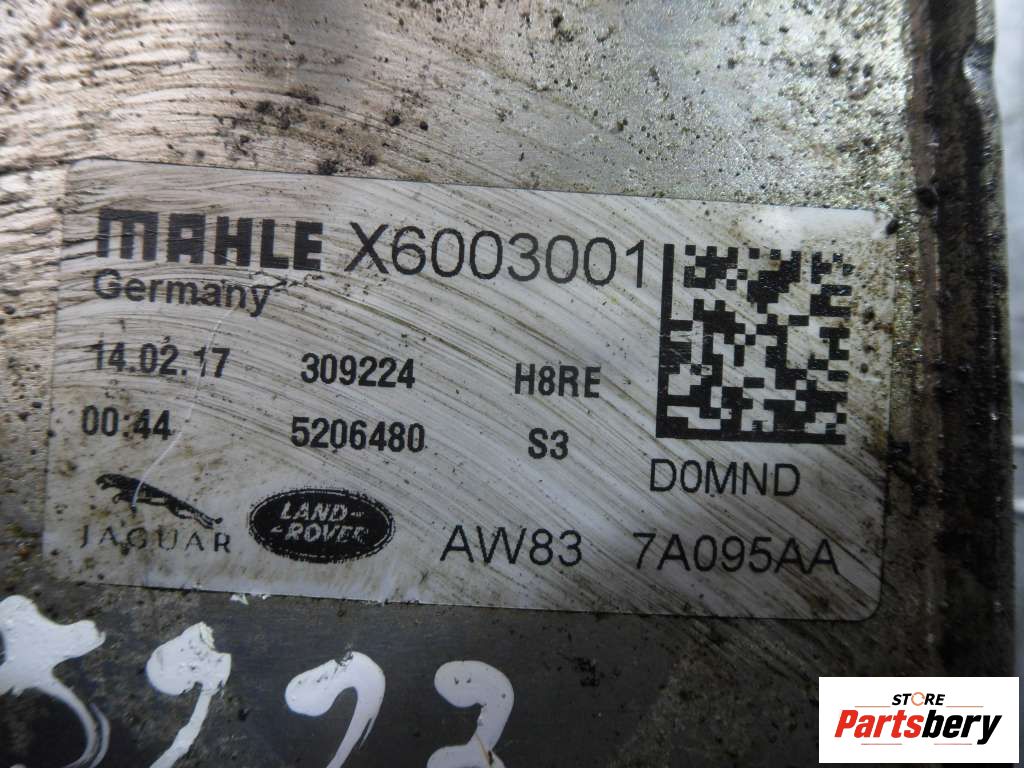 MAHLE X6003001
Germany
14.02.17 309224 H8RE
00:44 5206480 S3
D0MND
JAGUAR LAND-
-ROVER AW83 7A095AA
STORE
Partsbery